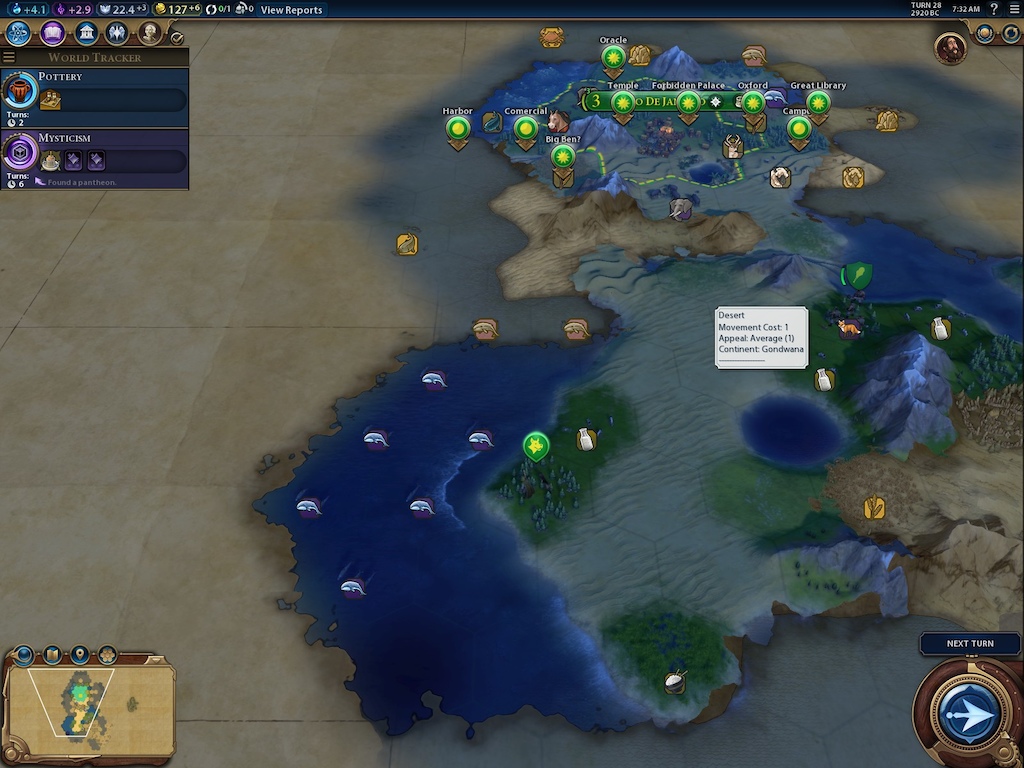 +4.1 +2.9 22.4 +3 127 +6 0/1 0 View Reports
TURN 28
2920 BC
7:32 AM ?
WORLD TRACKER
POTTERY
Turns:
2
MYSTICISM
Turns:
6
Found a pantheon.
Oracle
Temple Forbidden Palace Oxford Great Library
3
Harbor Comercial
Big Ben?
Desert
Movement Cost: 1
Appeal: Average (1)
Continent: Gondwana
NEXT TURN